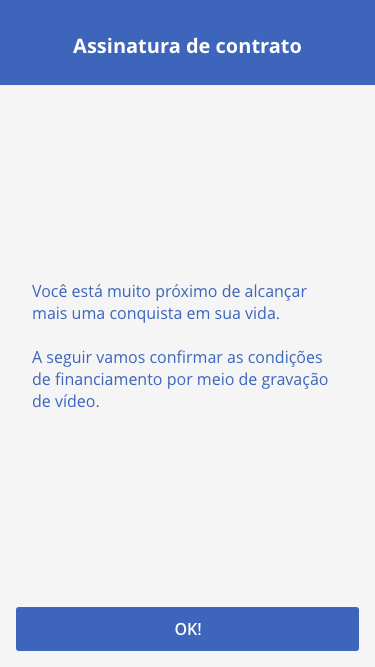 Assinatura de contrato
Você está muito próximo de alcançar
mais uma conquista em sua vida.
A seguir vamos confirmar as condições
de financiamento por meio de gravação
de vídeo.
OK!